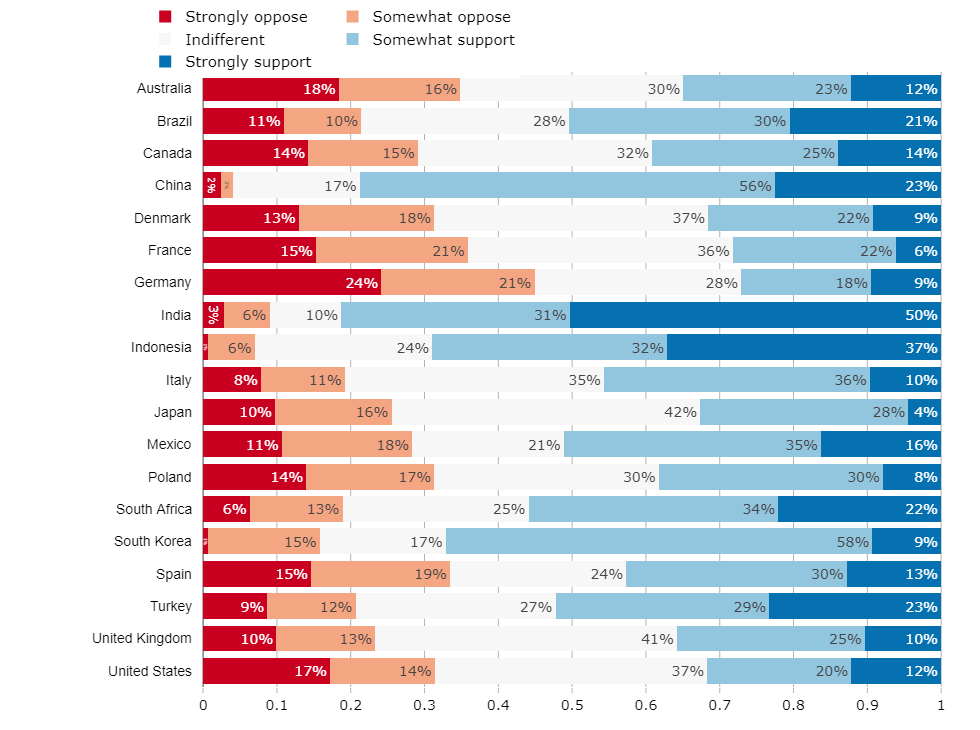 Strongly oppose Somewhat oppose
Indifferent Somewhat support
Strongly support
Australia 18% 16% 30% 23% 12%
Brazil 11% 10% 28% 30% 21%
Canada 14% 15% 32% 25% 14%
China 2% 17% 56% 23%
Denmark 13% 18% 37% 22% 9%
France 15% 21% 36% 22% 6%
Germany 24% 21% 28% 18% 9%
India 3% 6% 10% 31% 50%
Indonesia 6% 24% 32% 37%
Italy 8% 11% 35% 36% 10%
Japan 10% 16% 42% 28% 4%
Mexico 11% 18% 21% 35% 16%
Poland 14% 17% 30% 30% 8%
South Africa 6% 13% 25% 34% 22%
South Korea 15% 17% 58% 9%
Spain 15% 19% 24% 30% 13%
Turkey 9% 12% 27% 29% 23%
United Kingdom 10% 13% 41% 25% 10%
United States 17% 14% 37% 20% 12%
0 0.1 0.2 0.3 0.4 0.5 0.6 0.7 0.8 0.9 1